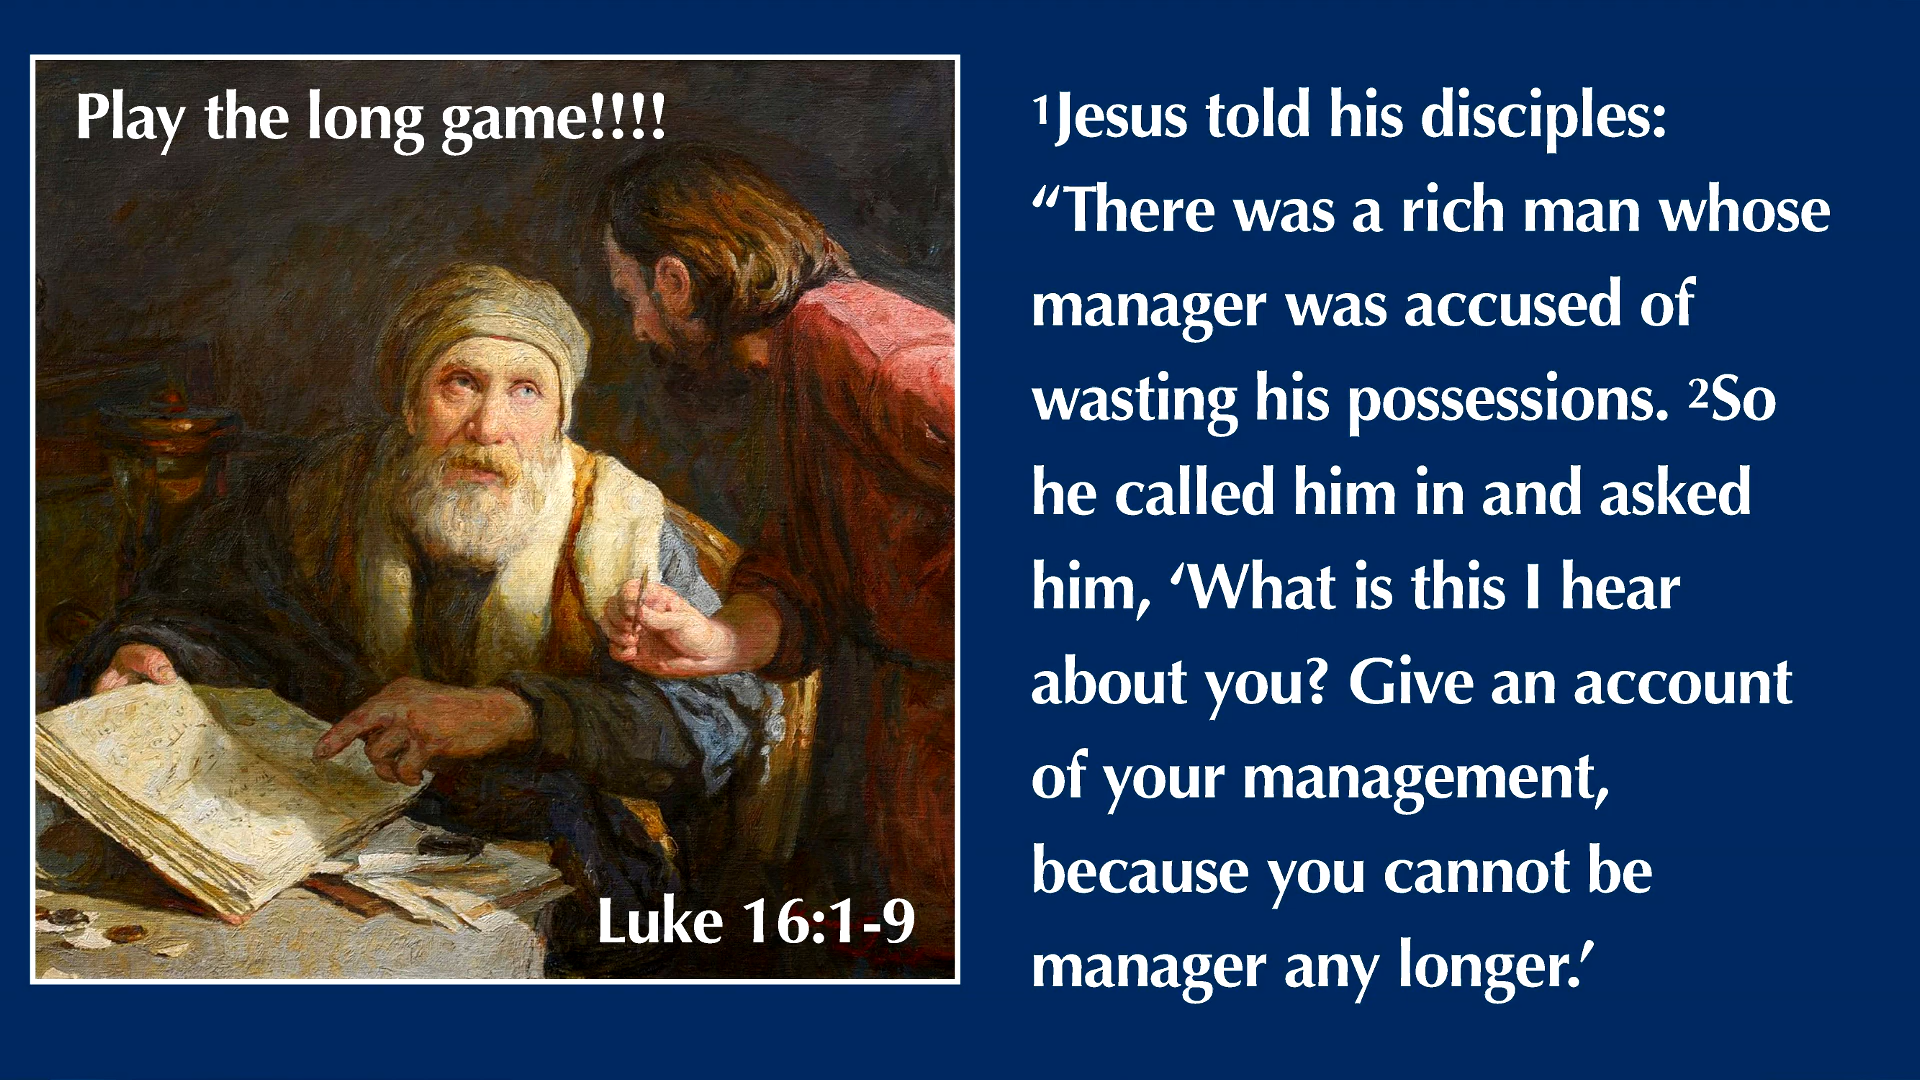 Play the long game!!!!
Luke 16:1-9
¹Jesus told his disciples:
“There was a rich man whose
manager was accused of
wasting his possessions. ²So
he called him in and asked
him, ‘What is this I hear
about you? Give an account
of your management,
because you cannot be
manager any longer.’